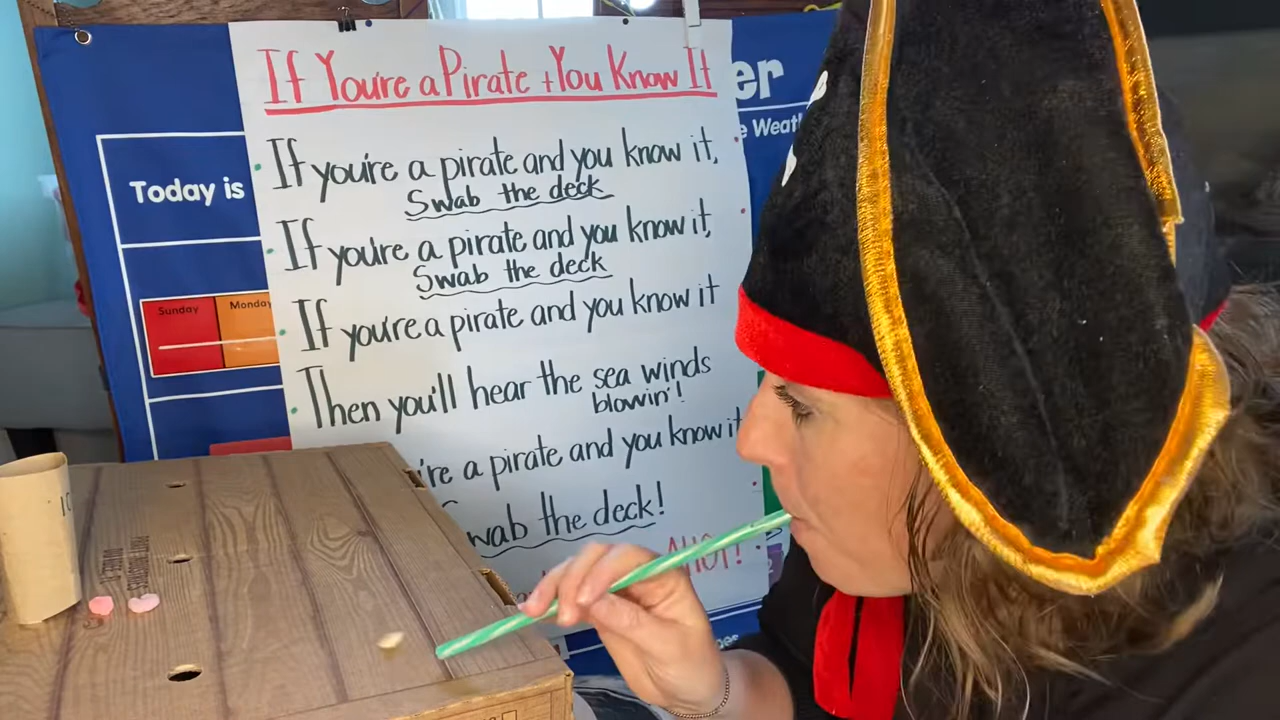 If You're a Pirate + You Know It
er
e Weath
Today is
If you're a pirate and you know it,
Swab the deck
If you're a pirate and you know it,
Swab the deck
Sunday Monday
If you're a pirate and you know it
Then you'll hear the sea winds
blowin'!
're a pirate and you know it
wab the deck!
AHOY!